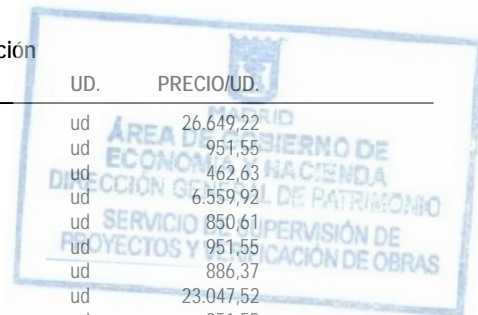 ción
UD. PRECIO/UD.
MADRID
ud 26.649,22
ÁREA DE GOBIERNO DE
ud 951,55
ECONOMÍA Y HACIENDA
ud 462,63
DIRECCIÓN GENERAL DE PATRIMONIO
ud 6.559,92
ud 850,61
SERVICIO DE SUPERVISIÓN DE
ud 951,55
PROYECTOS Y VERIFICACIÓN DE OBRAS
ud 886,37
ud 23.047,52